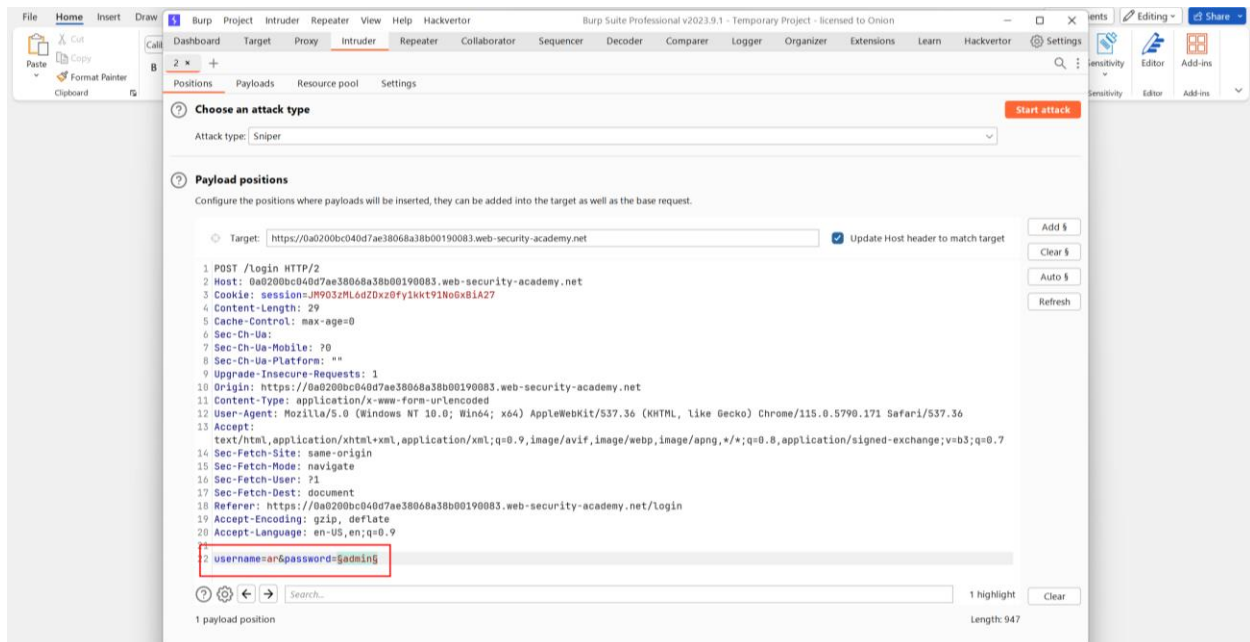 File Home Insert Draw
Burp Project Intruder Repeater View Help Hackvertor
Burp Suite Professional v2023.9.1 - Temporary Project - licensed to Onion
ents Editing Share
Cut
Copy
Format Painter
Paste
Clipboard
Cali
B
Dashboard Target Proxy Intruder Repeater Collaborator Sequencer Decoder Comparer Logger Organizer Extensions Learn Hackvertor Settings
ensitivity Editor Add-ins
ensitivity Editor Add-ins
2 × +
Positions Payloads Resource pool Settings
? Choose an attack type
Start attack
Attack type: Sniper
? Payload positions
Configure the positions where payloads will be inserted, they can be added into the target as well as the base request.
Target: https://0a0200bc040d7ae38068a38b00190083.web-security-academy.net
Update Host header to match target
Add §
Clear §
Auto §
Refresh
1 POST /login HTTP/2
2 Host: 0a0200bc040d7ae38068a38b00190083.web-security-academy.net
3 Cookie: session=JM9O3zML6dZDxz0fy1kkt91NoGxBiA27
4 Content-Length: 29
5 Cache-Control: max-age=0
6 Sec-Ch-Ua:
7 Sec-Ch-Ua-Mobile: ?0
8 Sec-Ch-Ua-Platform: ""
9 Upgrade-Insecure-Requests: 1
10 Origin: https://0a0200bc040d7ae38068a38b00190083.web-security-academy.net
11 Content-Type: application/x-www-form-urlencoded
12 User-Agent: Mozilla/5.0 (Windows NT 10.0; Win64; x64) AppleWebKit/537.36 (KHTML, like Gecko) Chrome/115.0.5790.171 Safari/537.36
13 Accept:
text/html,application/xhtml+xml,application/xml;q=0.9,image/avif,image/webp,image/apng,*/*;q=0.8,application/signed-exchange;v=b3;q=0.7
14 Sec-Fetch-Site: same-origin
15 Sec-Fetch-Mode: navigate
16 Sec-Fetch-User: ?1
17 Sec-Fetch-Dest: document
18 Referer: https://0a0200bc040d7ae38068a38b00190083.web-security-academy.net/login
19 Accept-Encoding: gzip, deflate
20 Accept-Language: en-US,en;q=0.9
21
22 username=ar&password=§admin§
? Search...
1 highlight
Clear
1 payload position
Length: 947